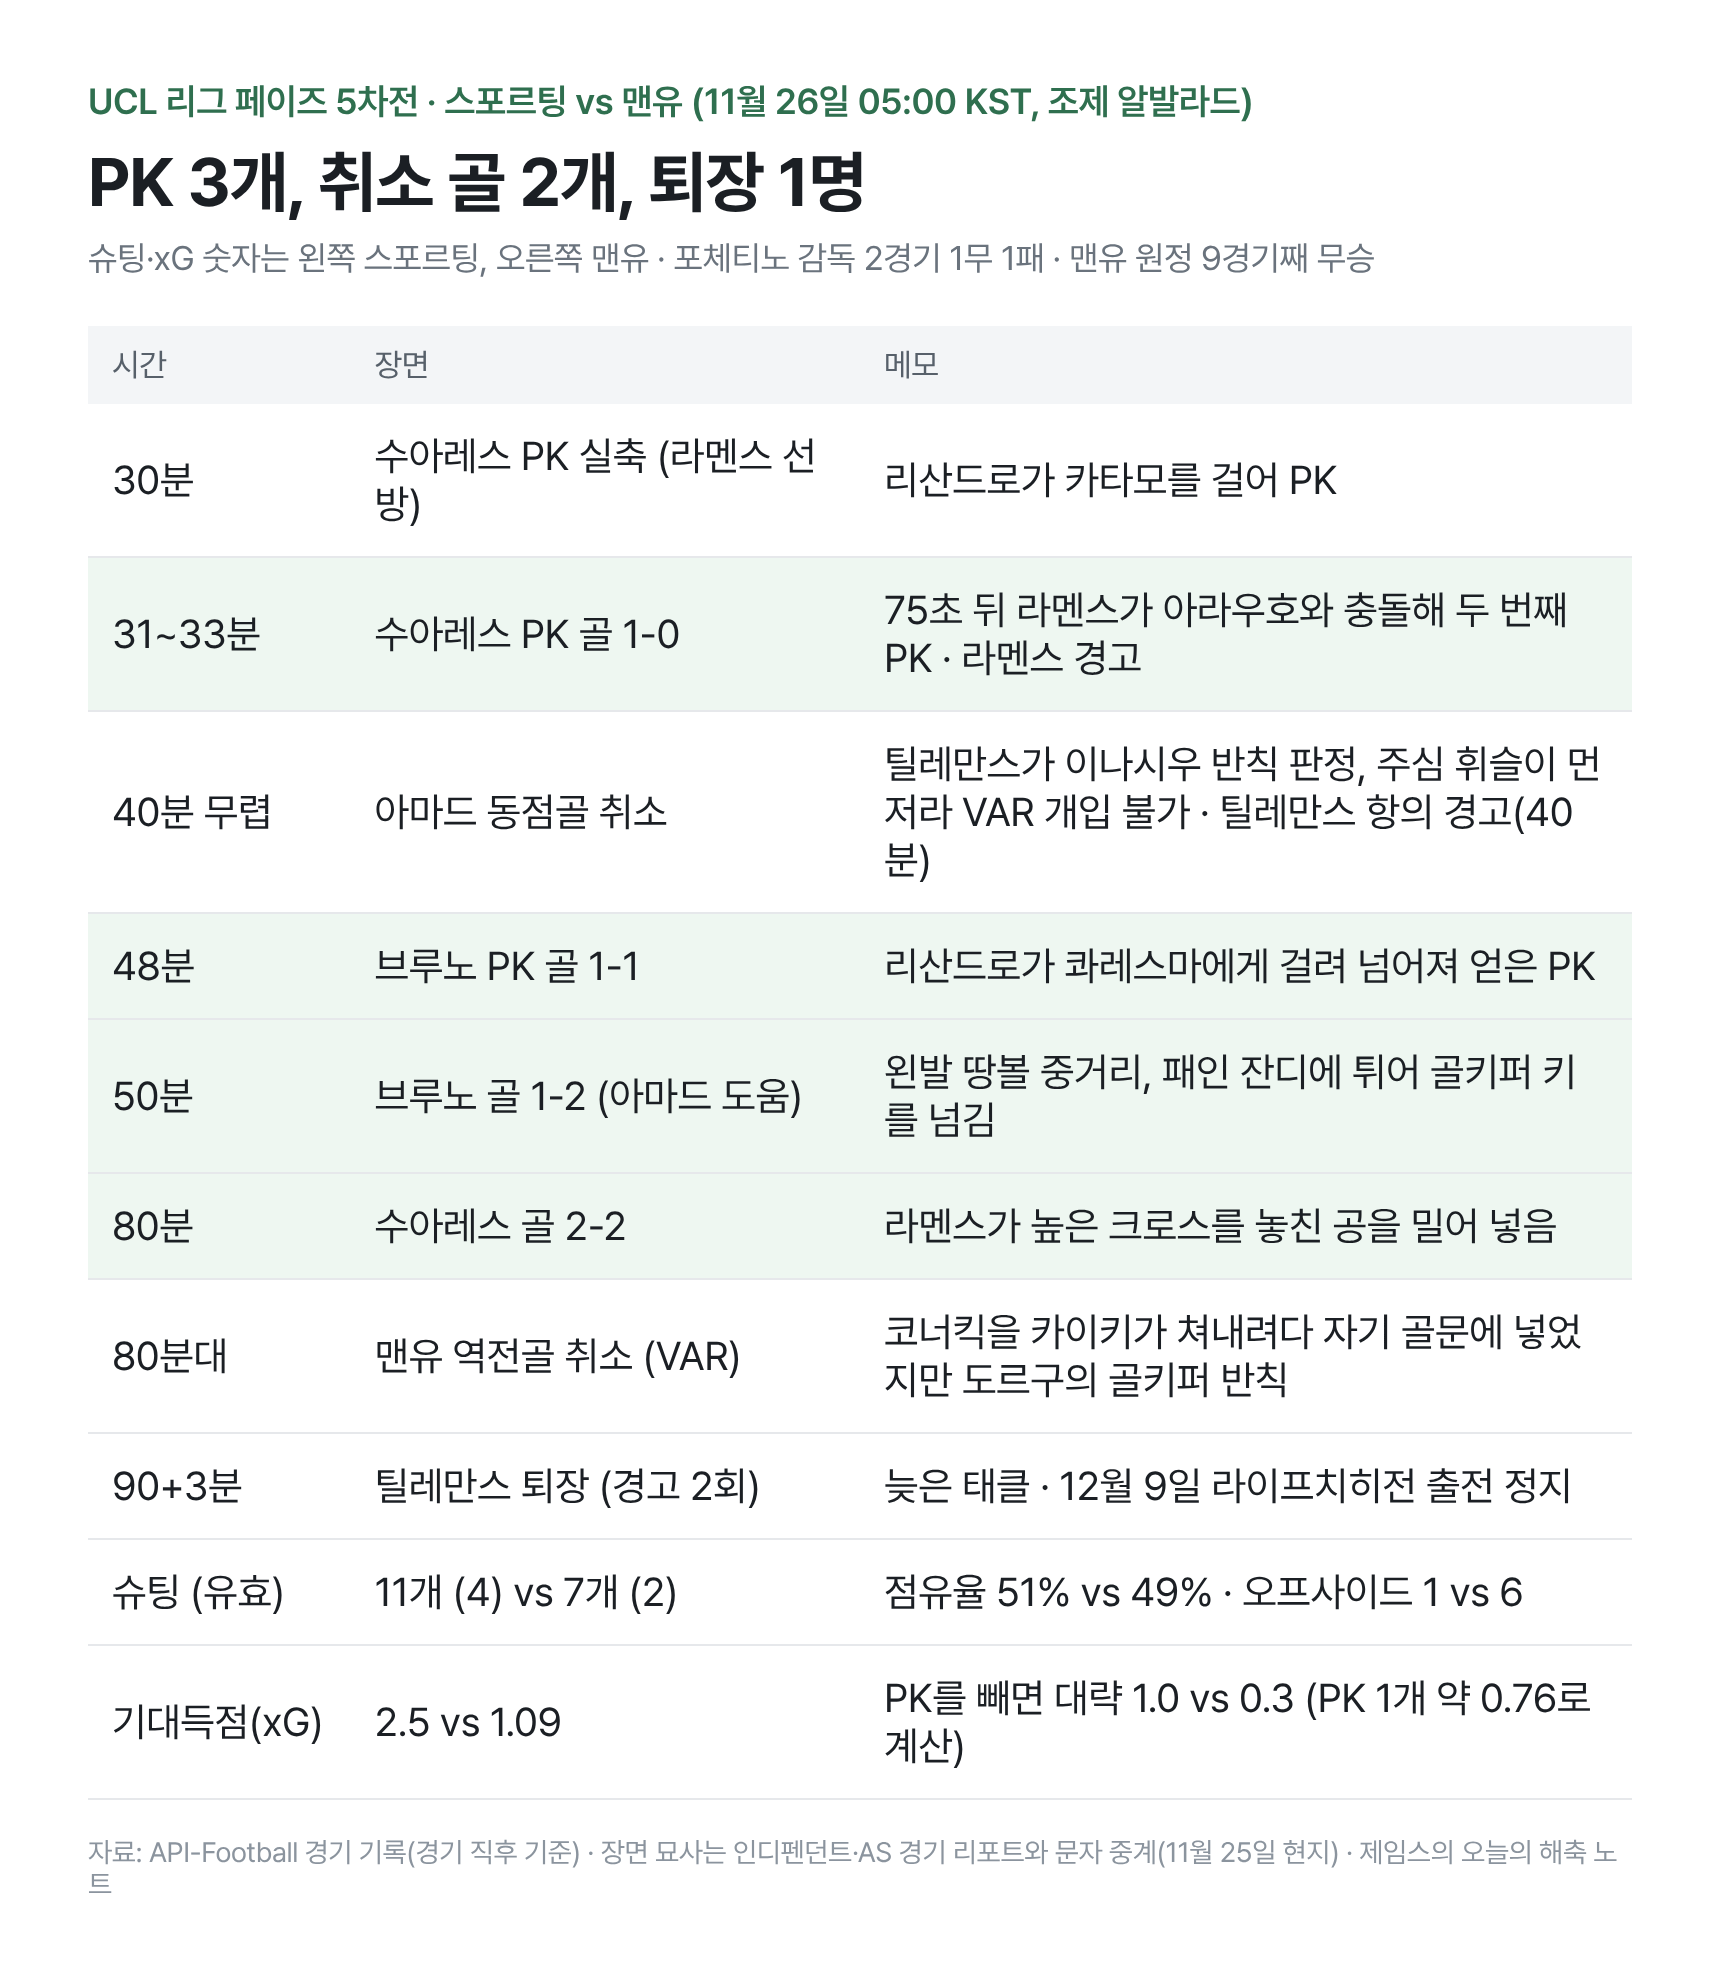 UCL 리그 페이즈 5차전 · 스포르팅 vs 맨유 (11월 26일 05:00 KST, 조제 알발라드)
PK 3개, 취소 골 2개, 퇴장 1명
슈팅·xG 숫자는 왼쪽 스포르팅, 오른쪽 맨유 · 포체티노 감독 2경기 1무 1패 · 맨유 원정 9경기째 무승
시간 장면 메모
30분
수아레스 PK 실축 (라멘스 선
방)
리산드로가 카타모를 걸어 PK
31~33분
수아레스 PK 골 1-0
75초 뒤 라멘스가 아라우호와 충돌해 두 번째
PK · 라멘스 경고
40분 무렵
아마드 동점골 취소
틸레만스가 이나시우 반칙 판정, 주심 휘슬이 먼
저라 VAR 개입 불가 · 틸레만스 항의 경고(40
분)
48분
브루노 PK 골 1-1
리산드로가 콰레스마에게 걸려 넘어져 얻은 PK
50분
브루노 골 1-2 (아마드 도움)
왼발 땅볼 중거리, 패인 잔디에 튀어 골키퍼 키
를 넘김
80분
수아레스 골 2-2
라멘스가 높은 크로스를 놓친 공을 밀어 넣음
80분대
맨유 역전골 취소 (VAR)
코너킥을 카이키가 쳐내려다 자기 골문에 넣었
지만 도르구의 골키퍼 반칙
90+3분
틸레만스 퇴장 (경고 2회)
늦은 태클 · 12월 9일 라이프치히전 출전 정지
슈팅 (유효)
11개 (4) vs 7개 (2)
점유율 51% vs 49% · 오프사이드 1 vs 6
기대득점(xG)
2.5 vs 1.09
PK를 빼면 대략 1.0 vs 0.3 (PK 1개 약 0.76로
계산)
자료: API-Football 경기 기록(경기 직후 기준) · 장면 묘사는 인디펜던트·AS 경기 리포트와 문자 중계(11월 25일 현지) · 제임스의 오늘의 해축 노
트